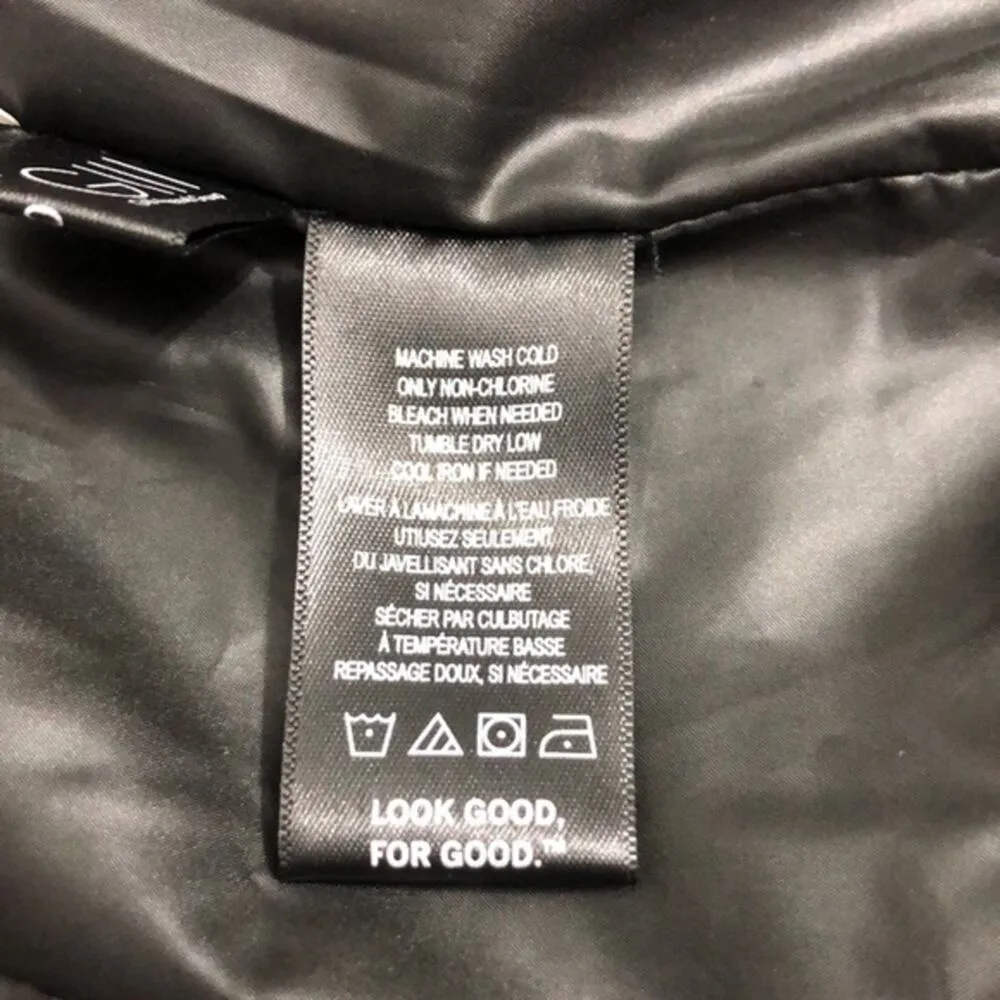 MACHINE WASH COLD
ONLY NON-CHLORINE
BLEACH WHEN NEEDED
TUMBLE DRY LOW
COOL IRON IF NEEDED
LAVER À LAMACHINE À L'EAU FROIDE
UTIUSEZ SEULEMENT
DU JAVELLISANT SANS CHLORE,
SI NÉCESSAIRE
SÉCHER PAR CULBUTAGE
À TEMPÉRATURE BASSE
REPASSAGE DOUX, SI NÉCESSAIRE
LOOK GOOD,
FOR GOOD.™